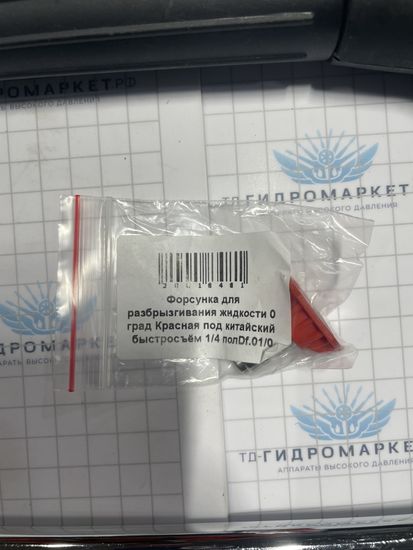 ГИДРОМАРКЕТ.РФ
АППАРАТЫ ВЫСОКОГО ДАВЛЕНИЯ
ТД-ГИДРОМАРКЕТ
АППАРАТЫ ВЫСОКОГО ДАВЛЕНИЯ
Форсунка для
разбрызгивания жидкости 0
град Красная под китайский
быстросъём 1/4 полDf.01/0
ТД-ГИДРОМАРКЕТ
АППАРАТЫ ВЫСОКОГО ДАВЛЕНИЯ